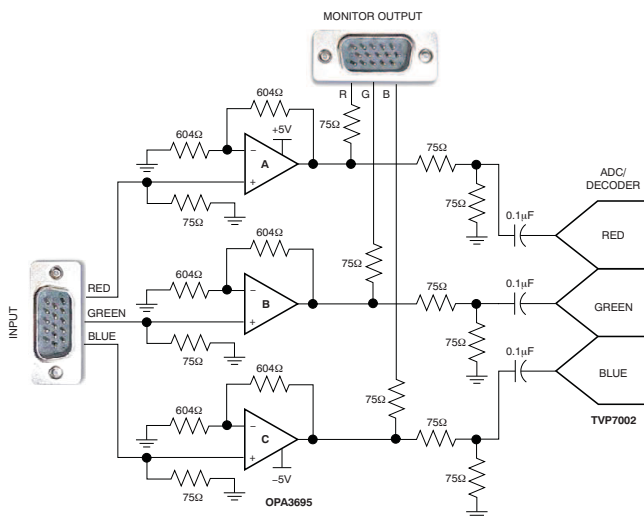 MONITOR OUTPUT
R G B
604Ω
604Ω
+5V
75Ω
A
75Ω
75Ω
75Ω
ADC/
DECODER
0.1µF
RED
604Ω
604Ω
75Ω
B
75Ω
75Ω
75Ω
0.1µF
GREEN
INPUT
RED
GREEN
BLUE
604Ω
604Ω
75Ω
C
75Ω
75Ω
75Ω
0.1µF
BLUE
−5V
OPA3695
TVP7002